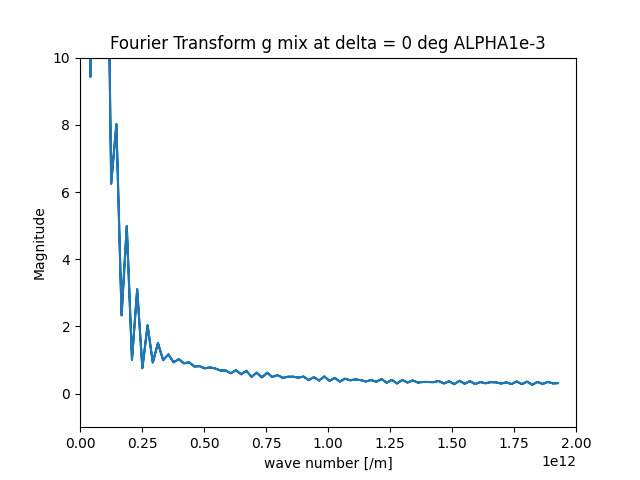 Fourier Transform g mix at delta = 0 deg ALPHA1e-3
10
8
6
4
2
0
Magnitude
0.00 0.25 0.50 0.75 1.00 1.25 1.50 1.75 2.00
wave number [/m]
1e12